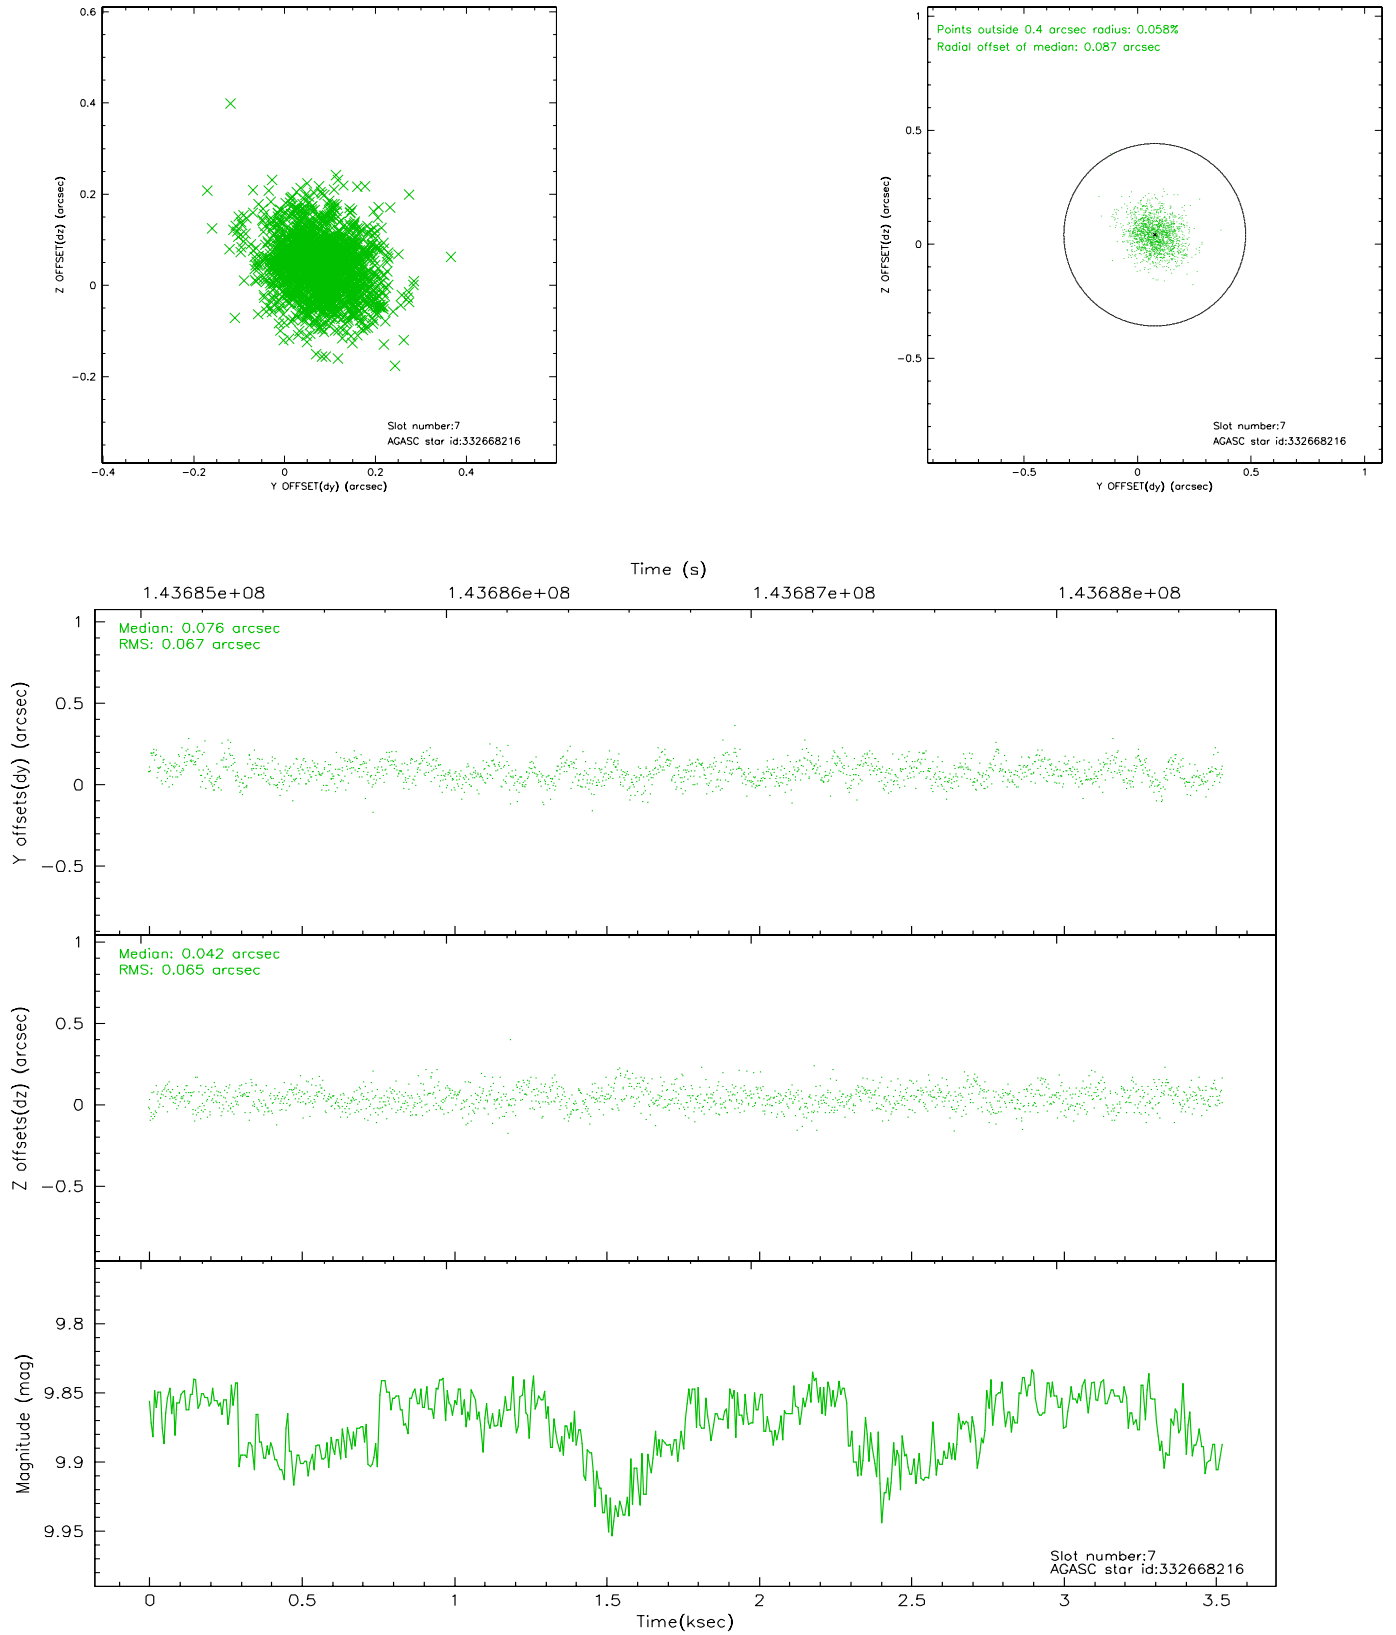 0.6
0.4
0.2
0
−0.2
−0.4
0
0.2
0.4
−0.2
Z OFFSET(dz) (arcsec)
Y OFFSET(dy) (arcsec)
Slot number:7
AGASC star id:332668216
Points outside 0.4 arcsec radius: 0.058%
Radial offset of median: 0.087 arcsec
1
0.5
0
−0.5
−0.5
0
0.5
1
Z OFFSET(dz) (arcsec)
Y OFFSET(dy) (arcsec)
Slot number:7
AGASC star id:332668216
Time (s)
1.43685e+08 1.43686e+08 1.43687e+08 1.43688e+08
Median: 0.076 arcsec
RMS: 0.067 arcsec
1
0.5
0
−0.5
Y offsets(dy) (arcsec)
Median: 0.042 arcsec
RMS: 0.065 arcsec
1
0.5
0
−0.5
Z offsets(dz) (arcsec)
9.8
9.85
9.9
9.95
Magnitude (mag)
Slot number:7
AGASC star id:332668216
0 0.5 1 1.5 2 2.5 3 3.5
Time(ksec)